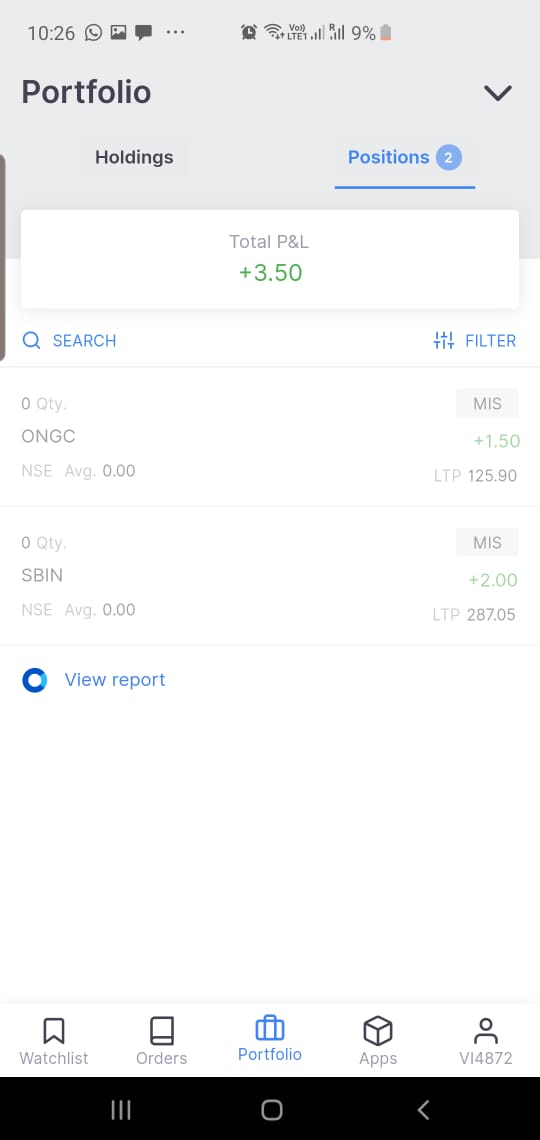 10:26 ... Vo)) LTE1 R 9%
Portfolio
Holdings Positions 2
Total P&L
+3.50
SEARCH FILTER
0 Qty. MIS
ONGC +1.50
NSE Avg. 0.00 LTP 125.90
0 Qty. MIS
SBIN +2.00
NSE Avg. 0.00 LTP 287.05
View report
Watchlist Orders Portfolio Apps VI4872